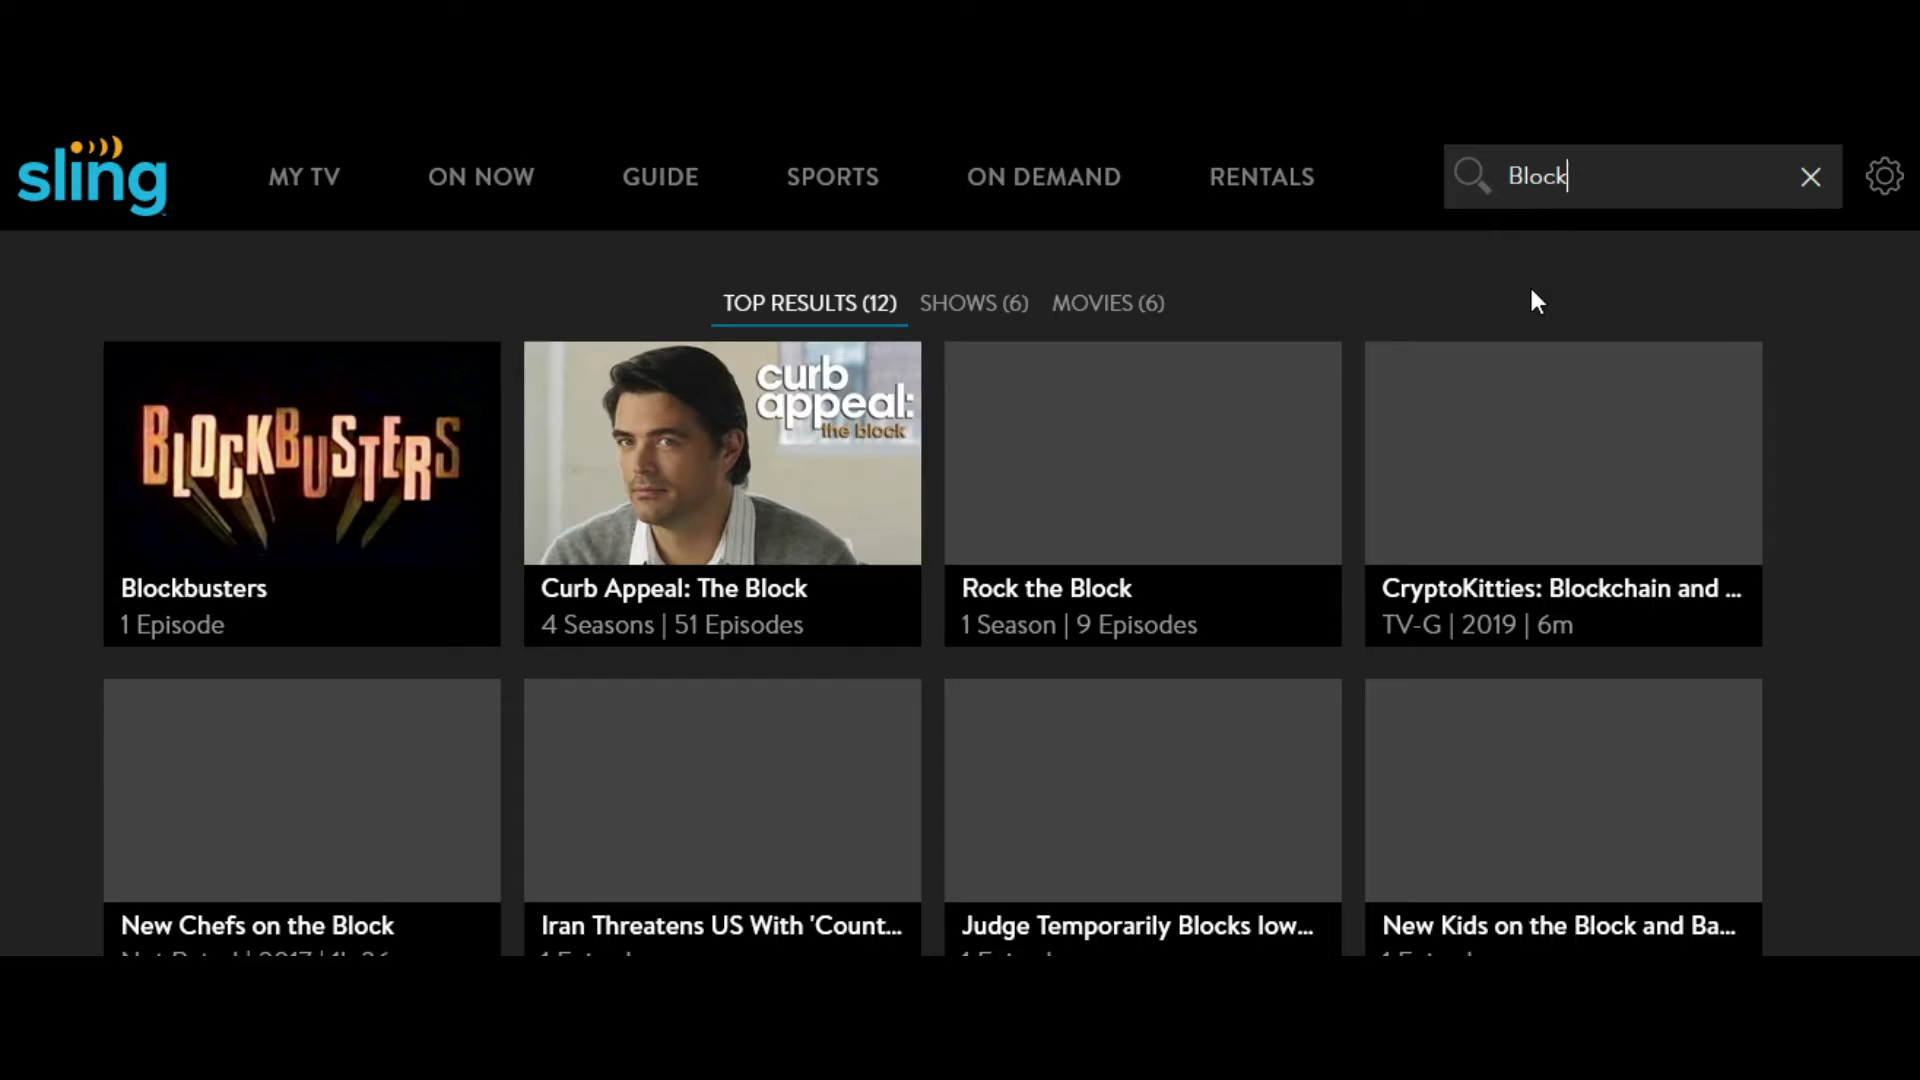 sling
MY TV
ON NOW
GUIDE
SPORTS
ON DEMAND
RENTALS
Block
TOP RESULTS (12)
SHOWS (6)
MOVIES (6)
BLOCKBUSTERS
curb
appeal:
the block
Blockbusters
1 Episode
Curb Appeal: The Block
4 Seasons | 51 Episodes
Rock the Block
1 Season | 9 Episodes
CryptoKitties: Blockchain and ...
TV-G | 2019 | 6m
New Chefs on the Block
Iran Threatens US With 'Count...
Judge Temporarily Blocks Iow...
New Kids on the Block and Ba...